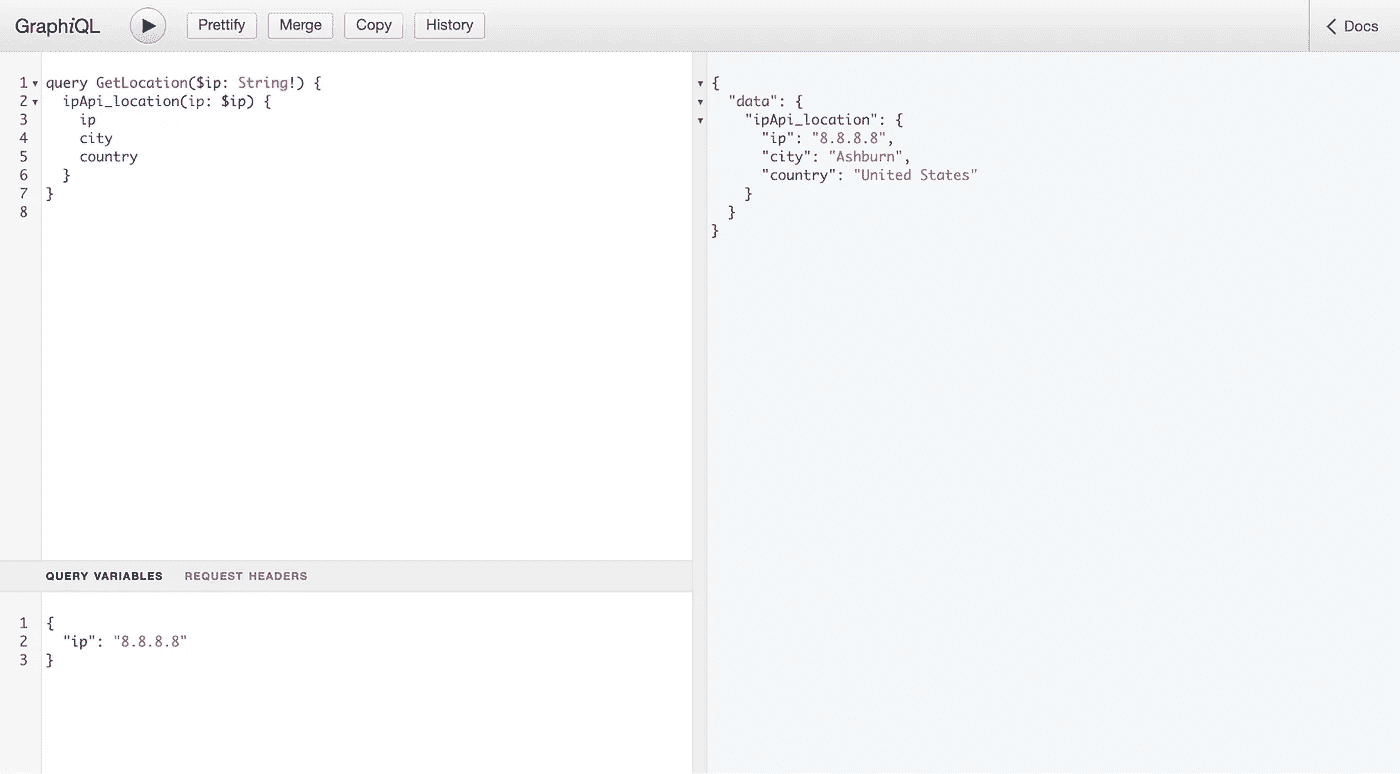 GraphiQL Prettify Merge Copy History Docs
1 query GetLocation($ip: String!) {
2 ipApi_location(ip: $ip) {
3 ip
4 city
5 country
6 }
7 }
8
{
"data": {
"ipApi_location": {
"ip": "8.8.8.8",
"city": "Ashburn",
"country": "United States"
}
}
}
QUERY VARIABLES REQUEST HEADERS
1 {
2 "ip": "8.8.8.8"
3 }